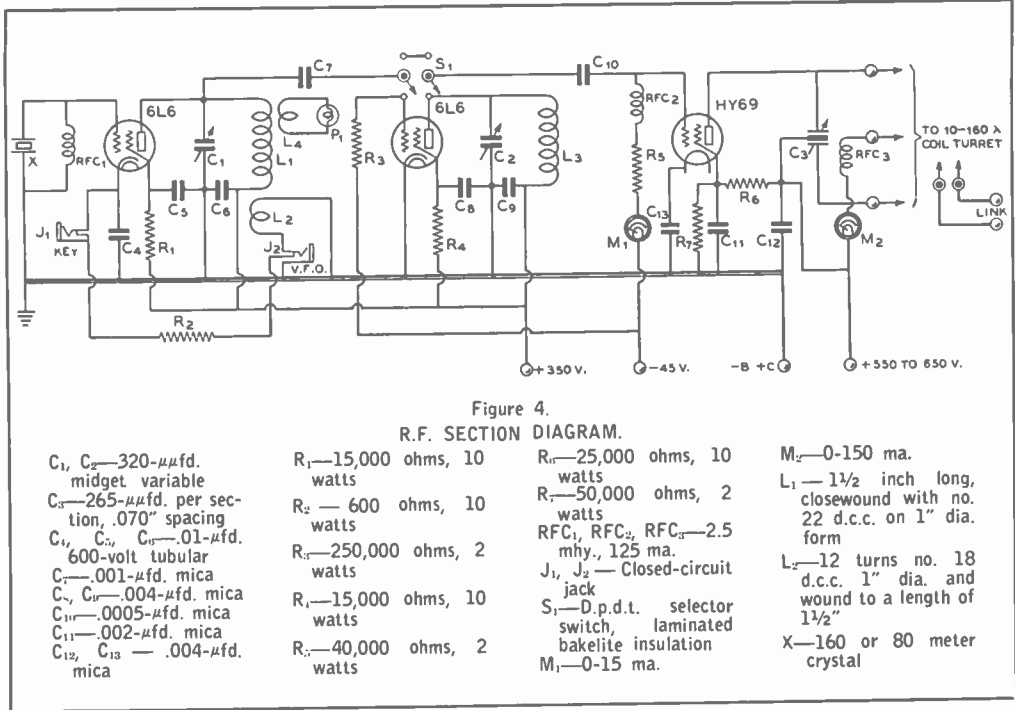 C7
S1
C10
6L6
6L6
HY69
X
RFC1
C1
L1
L4
P1
R3
C2
L3
RFC2
R5
C3
RFC3
TO 10-160 λ
COIL TURRET
LINK
J1
KEY
C4
C5
C6
R1
L2
J2
V.F.O.
C8
C9
R4
M1
C13
R7
C11
R6
C12
M2
R2
+350 V.
-45 V.
-B +C
+550 TO 650 V.
Figure 4.
R.F. SECTION DIAGRAM.
C₁, C₂—320-μμfd.
midget variable
C₃—265-μμfd. per sec-
tion, .070" spacing
C₄, C₅, C₆—.01-μfd.
600-volt tubular
C₇—.001-μfd. mica
C₈, C₉—.004-μfd. mica
C₁₀—.0005-μfd. mica
C₁₁—.002-μfd. mica
C₁₂, C₁₃ — .004-μfd.
mica
R₁—15,000 ohms, 10
watts
R₂ — 600 ohms, 10
watts
R₃—250,000 ohms, 2
watts
R₄—15,000 ohms, 10
watts
R₅—40,000 ohms, 2
watts
R₆—25,000 ohms, 10
watts
R₇—50,000 ohms, 2
watts
RFC₁, RFC₂, RFC₃—2.5
mhy., 125 ma.
J₁, J₂ — Closed-circuit
jack
S₁—D.p.d.t. selector
switch, laminated
bakelite insulation
M₁—0-15 ma.
M₂—0-150 ma.
L₁ — 1½ inch long,
closewound with no.
22 d.c.c. on 1" dia.
form
L₂—12 turns no. 18
d.c.c. 1" dia. and
wound to a length of
1½"
X—160 or 80 meter
crystal